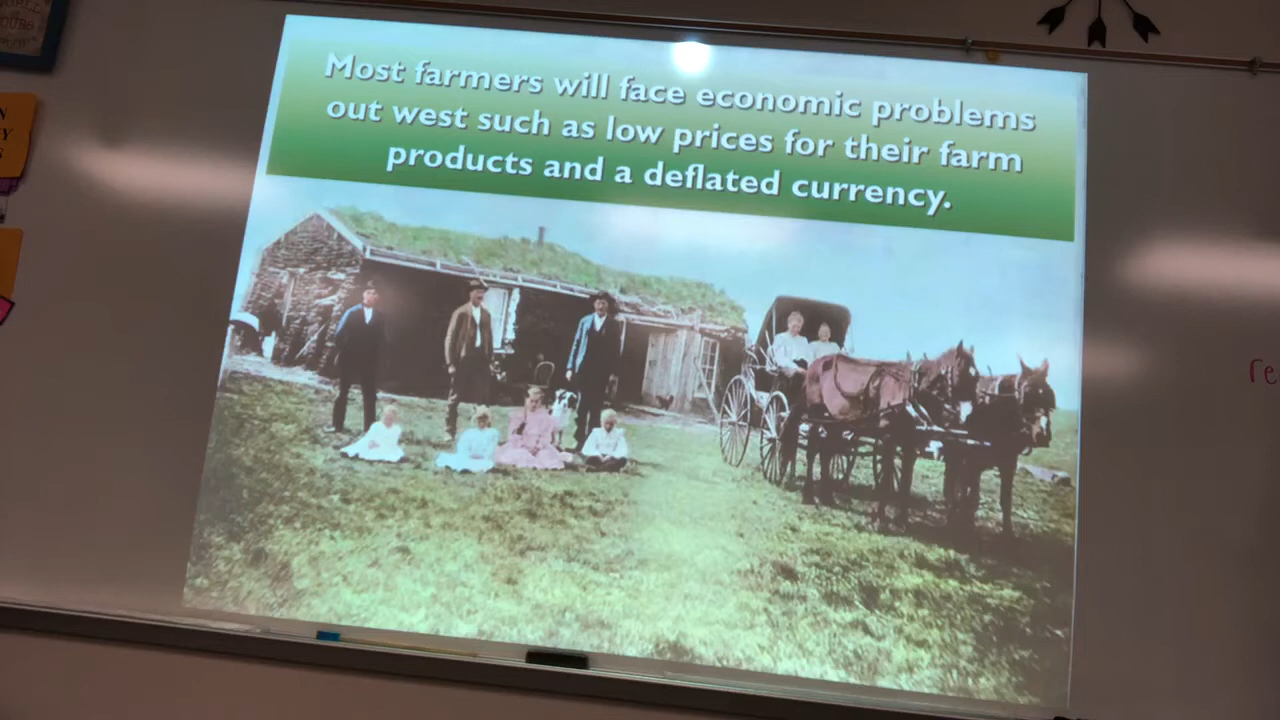 Most farmers will face economic problems
out west such as low prices for their farm
products and a deflated currency.